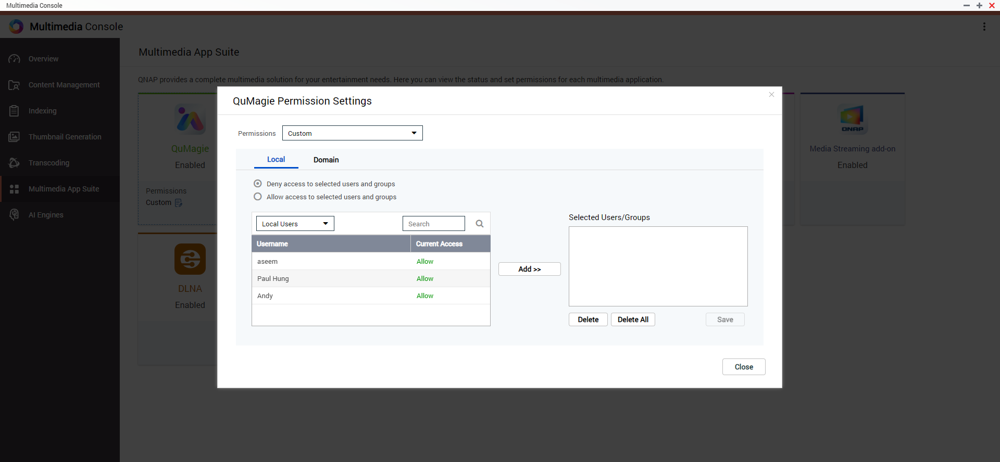 Multimedia Console
Multimedia Console
Overview
Content Management
Indexing
Thumbnail Generation
Transcoding
Multimedia App Suite
AI Engines
Multimedia App Suite
QNAP provides a complete multimedia solution for your entertainment needs. Here you can view the status and set permissions for each multimedia application.
QuMagie
Enabled
Permissions
Custom
DLNA
Enabled
QNAP
Media Streaming add-on
Enabled
QuMagie Permission Settings
Permissions
Custom
Local
Domain
Deny access to selected users and groups
Allow access to selected users and groups
Local Users
Search
Username
Current Access
aseem
Allow
Paul Hung
Allow
Andy
Allow
Add >>
Selected Users/Groups
Delete
Delete All
Save
Close